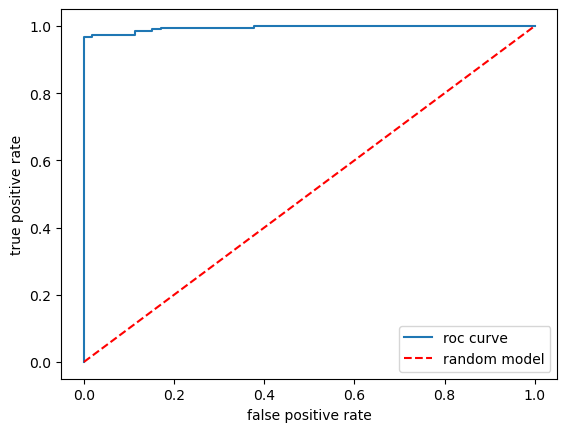 1.0
0.8
0.6
0.4
0.2
0.0
true positive rate
roc curve
random model
0.0 0.2 0.4 0.6 0.8 1.0
false positive rate